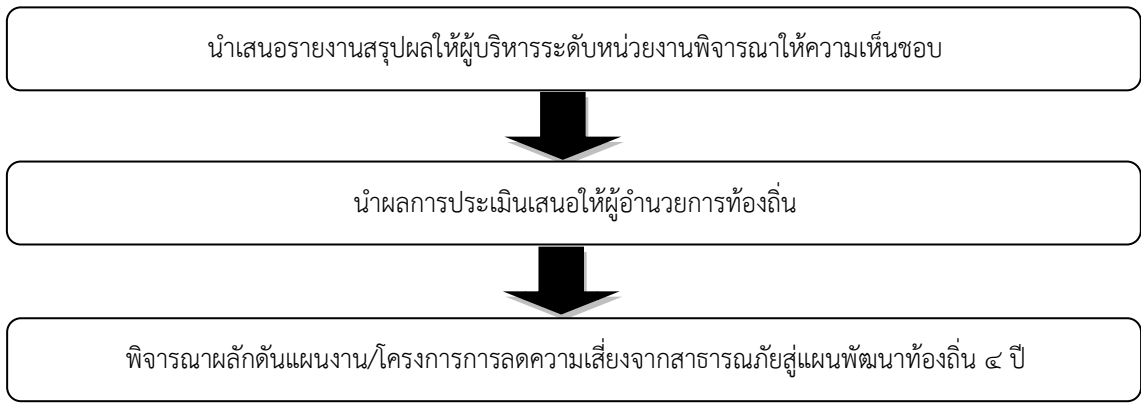 นำเสนอรายงานสรุปผลให้ผู้บริหารระดับหน่วยงานพิจารณาให้ความเห็นชอบ
นำผลการประเมินเสนอให้ผู้อำนวยการท้องถิ่น
พิจารณาผลักดันแผนงาน/โครงการการลดความเสี่ยงจากสาธารณภัยสู่แผนพัฒนาท้องถิ่น ๔ ปี